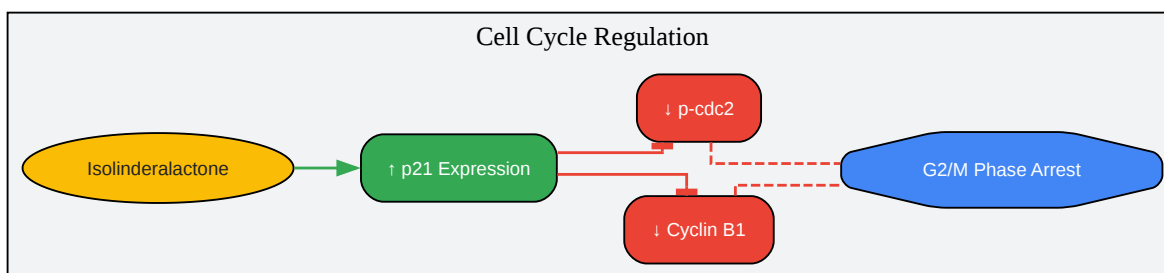 Cell Cycle Regulation
↓ p-cdc2
Isolinderalactone
↑ p21 Expression
G2/M Phase Arrest
↓ Cyclin B1